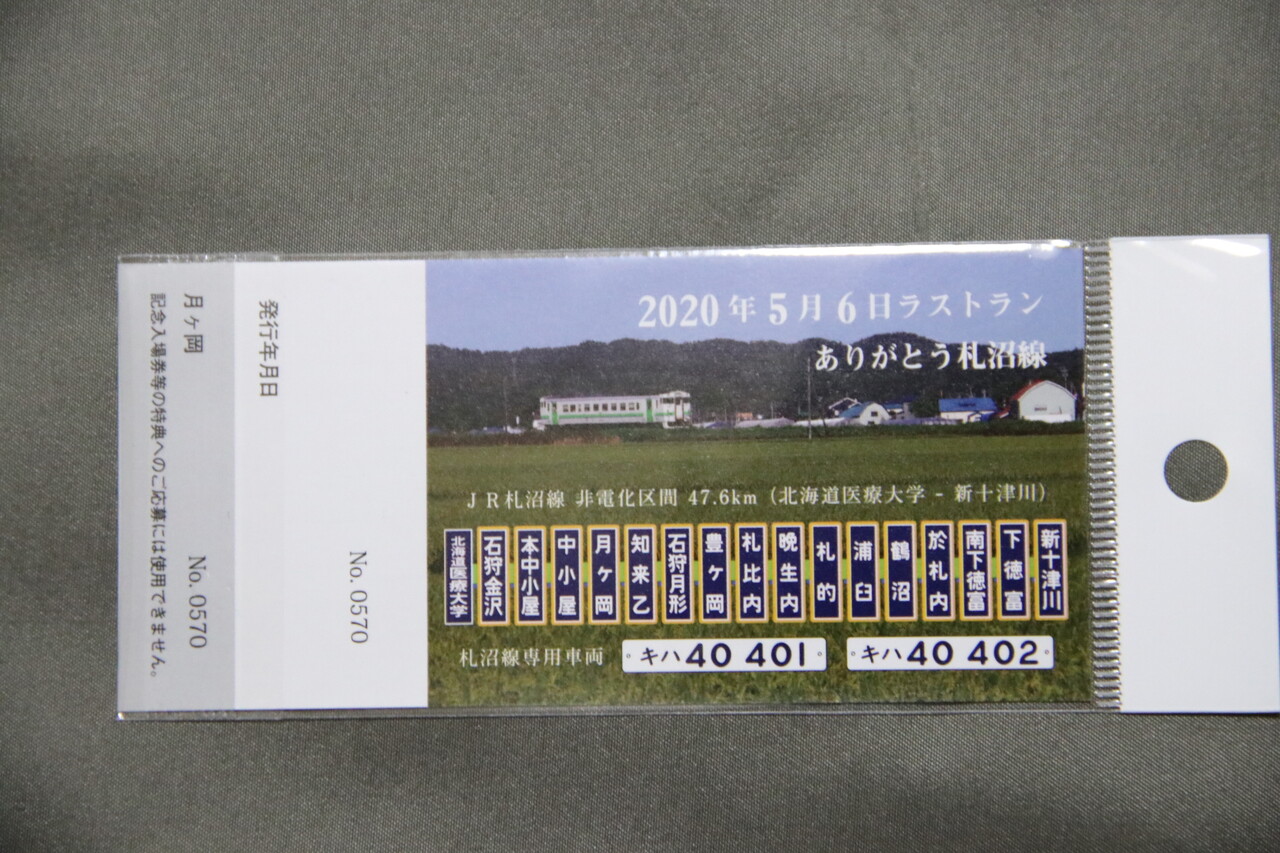 2020年5月6日ラストラン
ありがとう札沼線
JR札沼線 非電化区間 47.6km（北海道医療大学 - 新十津川）
北海道医療大学
石狩金沢
本中小屋
中小屋
月ヶ岡
知来乙
石狩月形
豊ヶ岡
札比内
晩生内
札的
浦臼
鶴沼
於札内
南下徳富
下徳富
新十津川
札沼線専用車両 キハ40 401 キハ40 402
No. 0570
発行年月日
月ヶ岡 No. 0570
記念入場券等の特典へのご応募には使用できません。